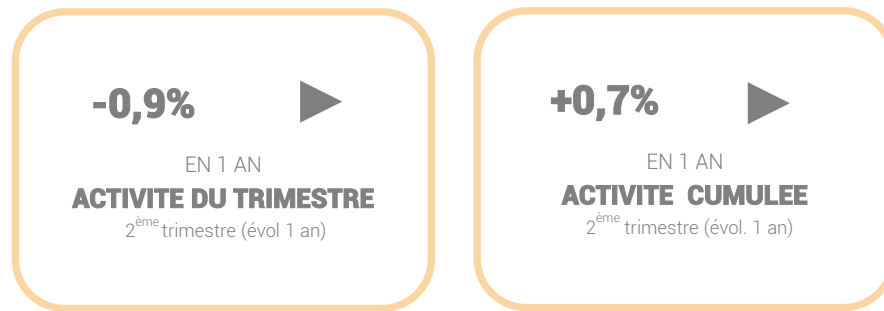 -0,9%
EN 1 AN
ACTIVITE DU TRIMESTRE
2ème trimestre (évol 1 an)
+0,7%
EN 1 AN
ACTIVITE CUMULEE
2ème trimestre (évol. 1 an)